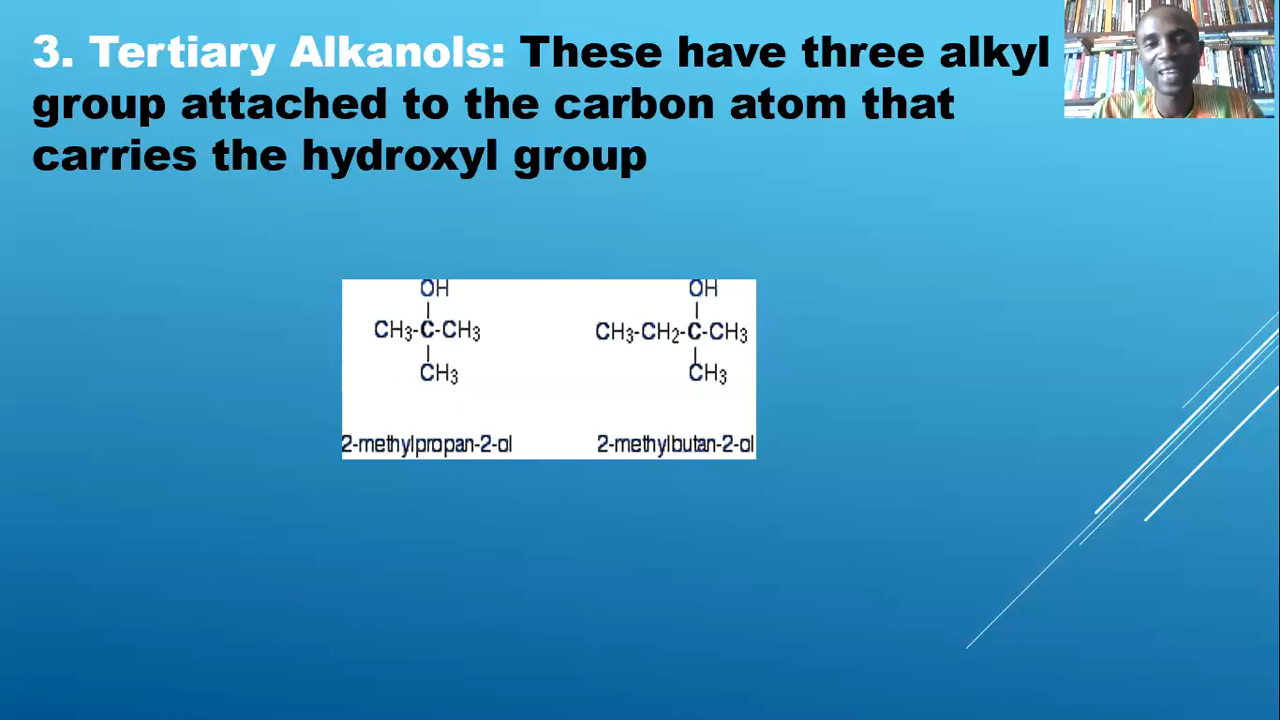 3. Tertiary Alkanols: These have three alkyl
group attached to the carbon atom that
carries the hydroxyl group
OH OH
CH₃-C-CH₃ CH₃-CH₂-C-CH₃
CH₃ CH₃
2-methylpropan-2-ol 2-methylbutan-2-ol